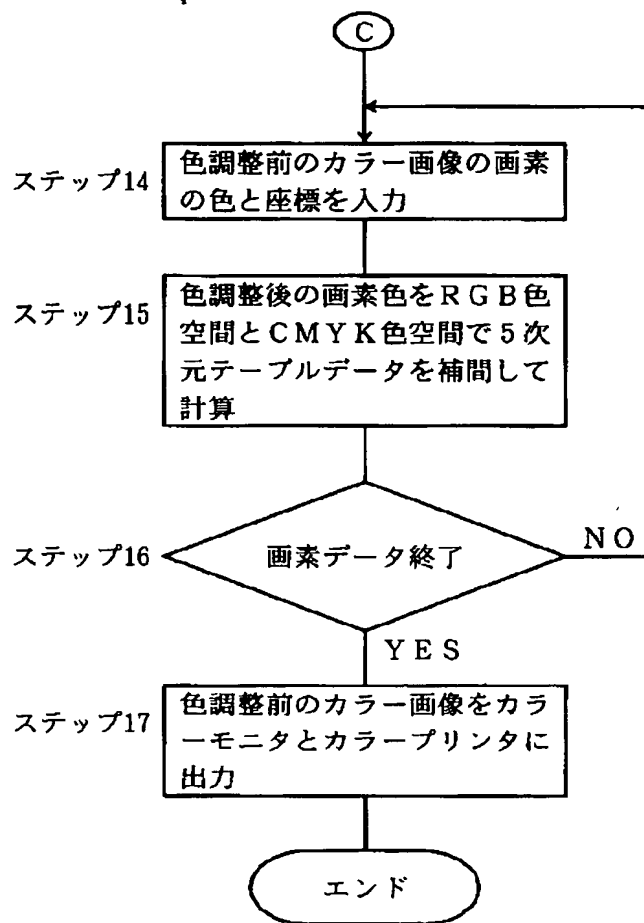 C
ステップ14
色調整前のカラー画像の画素
の色と座標を入力
ステップ15
色調整後の画素色をRGB色
空間とCMYK色空間で5次
元テーブルデータを補間して
計算
ステップ16
画素データ終了
NO
YES
ステップ17
色調整前のカラー画像をカラ
ーモニタとカラープリンタに
出力
エンド